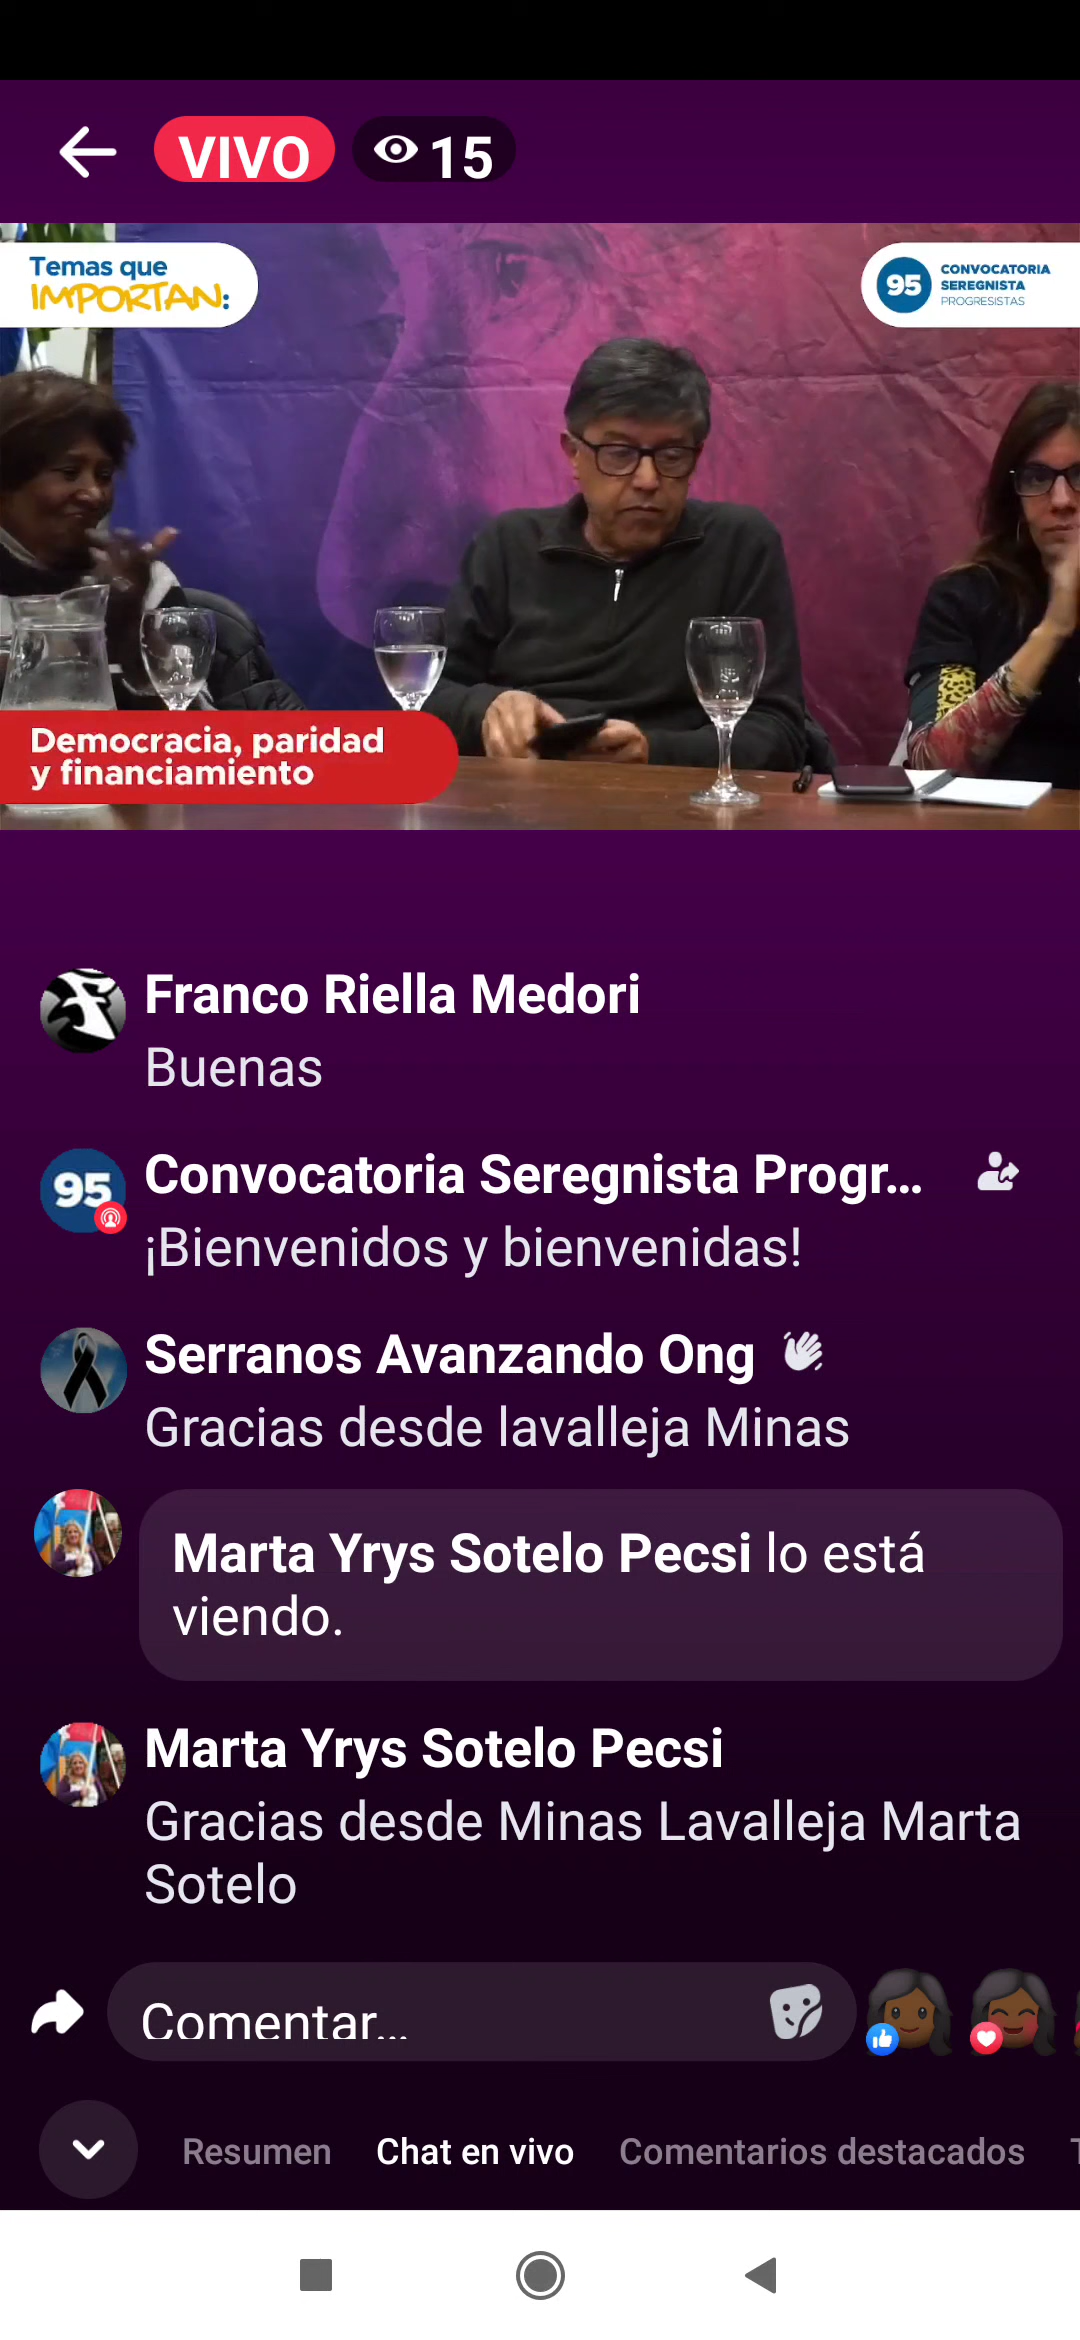 VIVO
15
Temas que
IMPORTAN:
95
CONVOCATORIA
SEREGNISTA
PROGRESISTAS
Democracia, paridad
y financiamiento
Franco Riella Medori
Buenas
95
Convocatoria Seregnista Progr...
¡Bienvenidos y bienvenidas!
Serranos Avanzando Ong
Gracias desde lavalleja Minas
Marta Yrys Sotelo Pecsi lo está
viendo.
Marta Yrys Sotelo Pecsi
Gracias desde Minas Lavalleja Marta
Sotelo
Comentar...
Resumen
Chat en vivo
Comentarios destacados